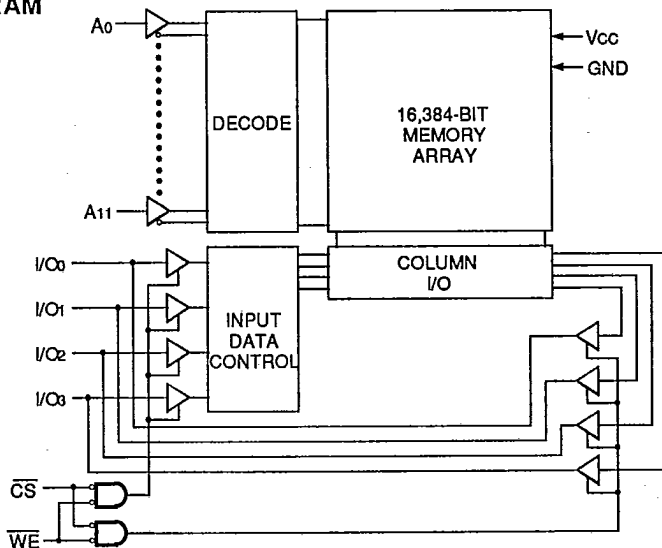 A0
DECODE
16,384-BIT
MEMORY
ARRAY
VCC
GND
A11
I/O0
I/O1
I/O2
I/O3
INPUT
DATA
CONTROL
COLUMN
I/O
CS
WE